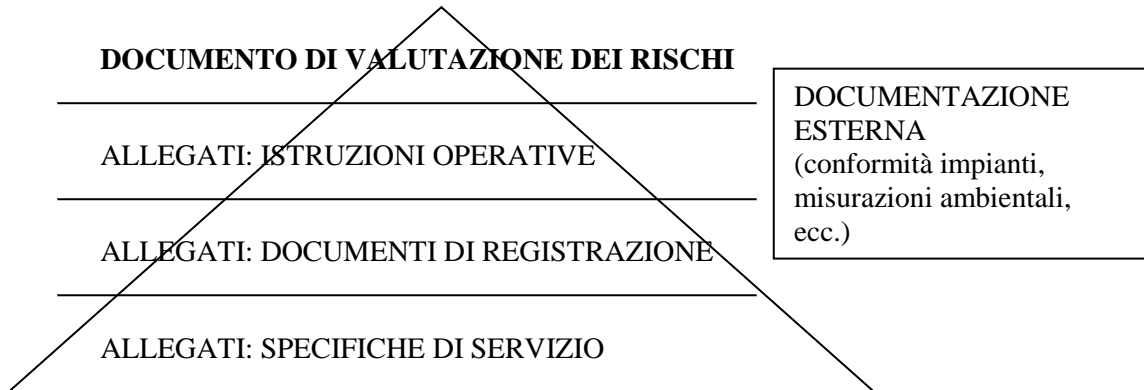 DOCUMENTO DI VALUTAZIONE DEI RISCHI
ALLEGATI: ISTRUZIONI OPERATIVE
ALLEGATI: DOCUMENTI DI REGISTRAZIONE
ALLEGATI: SPECIFICHE DI SERVIZIO
DOCUMENTAZIONE
ESTERNA
(conformità impianti,
misurazioni ambientali,
ecc.)